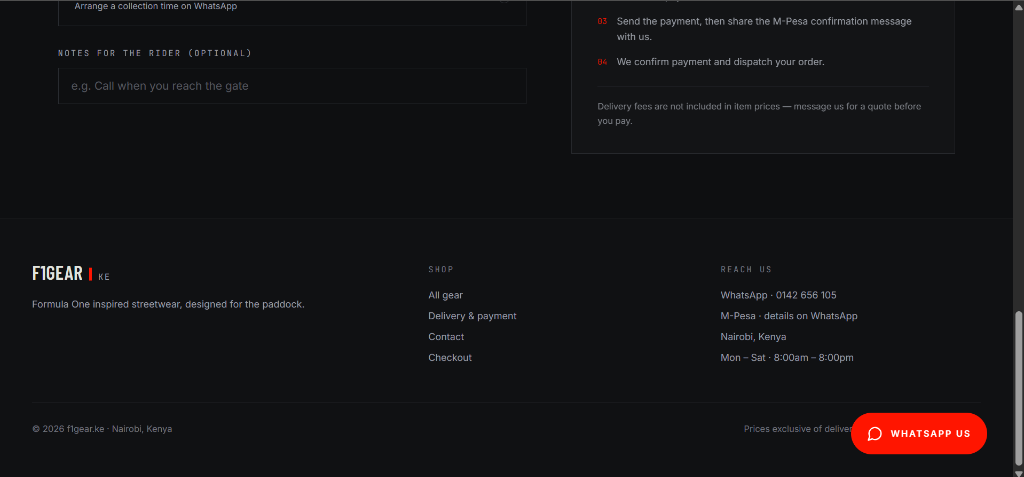 Arrange a collection time on WhatsApp
NOTES FOR THE RIDER (OPTIONAL)
e.g. Call when you reach the gate
03 Send the payment, then share the M-Pesa confirmation message
with us.
04 We confirm payment and dispatch your order.
Delivery fees are not included in item prices — message us for a quote before
you pay.
F1GEAR KE
Formula One inspired streetwear, designed for the paddock.
SHOP
All gear
Delivery & payment
Contact
Checkout
REACH US
WhatsApp · 0142 656 105
M-Pesa · details on WhatsApp
Nairobi, Kenya
Mon – Sat · 8:00am – 8:00pm
© 2026 f1gear.ke · Nairobi, Kenya
Prices exclusive of
WHATSAPP US